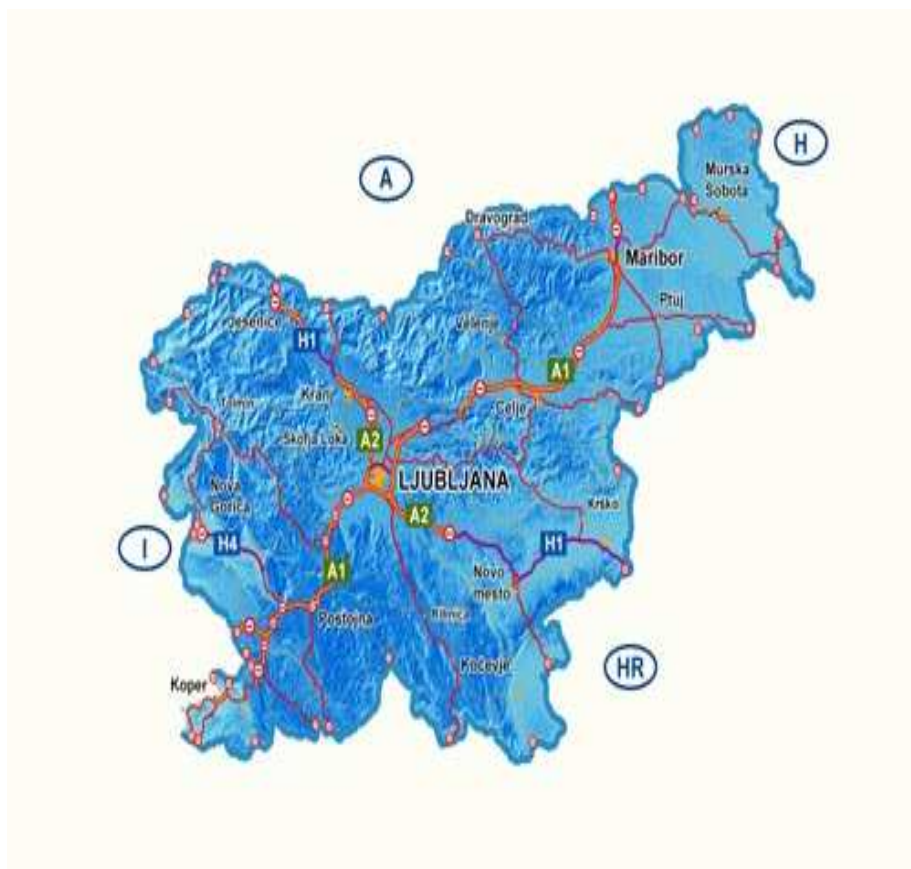 H
A
Murska
Sobota
Dravograd
Maribor
Ptuj
Jesenice
Velenje
H1
A1
Kranj
Celje
Tolmin
Škofja Loka
A2
LJUBLJANA
Nova
Gorica
A2
Krško
I
H4
H1
A1
Novo
mesto
Postojna
Ribnica
HR
Kočevje
Koper